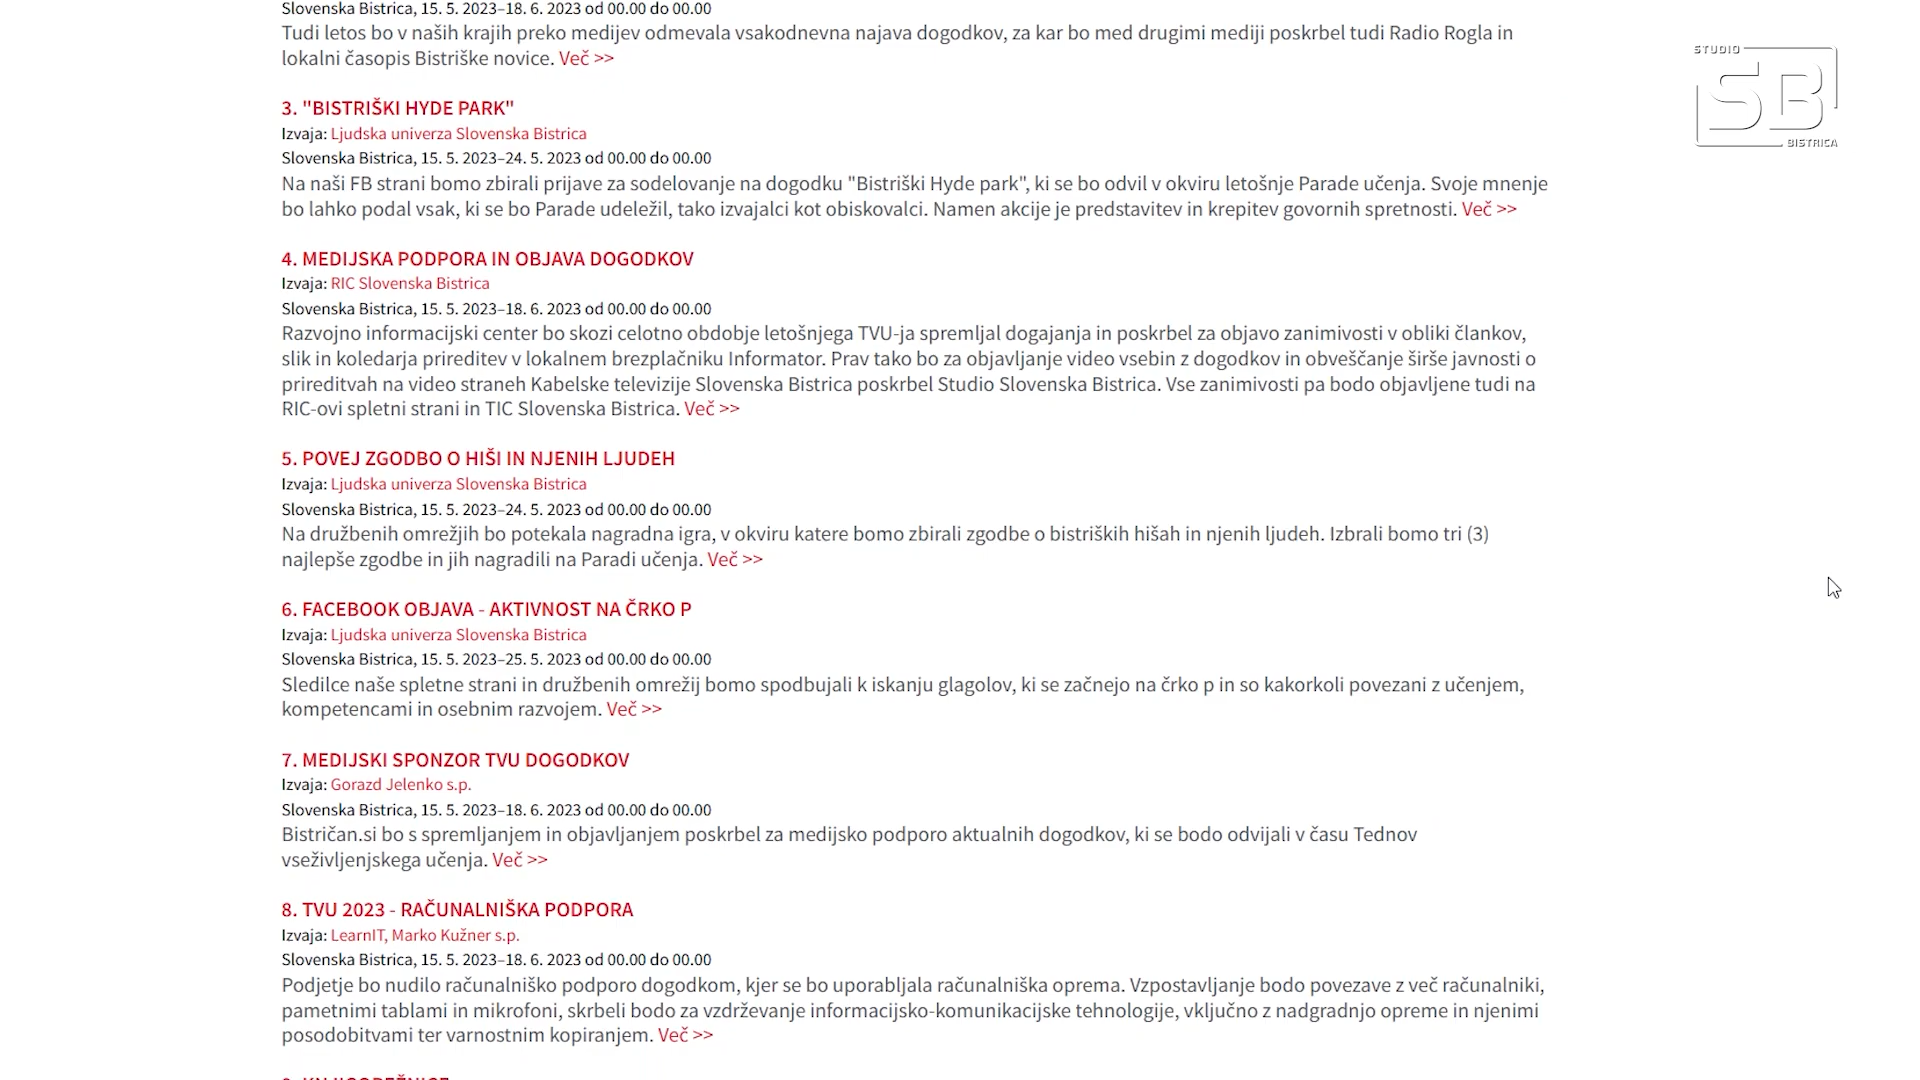 Slovenska Bistrica, 15. 5. 2023–18. 6. 2023 od 00.00 do 00.00
Tudi letos bo v naših krajih preko medijev odmevala vsakodnevna najava dogodkov, za kar bo med drugimi mediji poskrbel tudi Radio Rogla in
lokalni časopis Bistriške novice. Več >>
STUDIO
SB
BISTRICA
3. "BISTRIŠKI HYDE PARK"
Izvaja: Ljudska univerza Slovenska Bistrica
Slovenska Bistrica, 15. 5. 2023–24. 5. 2023 od 00.00 do 00.00
Na naši FB strani bomo zbirali prijave za sodelovanje na dogodku "Bistriški Hyde park", ki se bo odvil v okviru letošnje Parade učenja. Svoje mnenje
bo lahko podal vsak, ki se bo Parade udeležil, tako izvajalci kot obiskovalci. Namen akcije je predstavitev in krepitev govornih spretnosti. Več >>
4. MEDIJSKA PODPORA IN OBJAVA DOGODKOV
Izvaja: RIC Slovenska Bistrica
Slovenska Bistrica, 15. 5. 2023–18. 6. 2023 od 00.00 do 00.00
Razvojno informacijski center bo skozi celotno obdobje letošnjega TVU-ja spremljal dogajanja in poskrbel za objavo zanimivosti v obliki člankov,
slik in koledarja prireditev v lokalnem brezplačniku Informator. Prav tako bo za objavljanje video vsebin z dogodkov in obveščanje širše javnosti o
prireditvah na video straneh Kabelske televizije Slovenska Bistrica poskrbel Studio Slovenska Bistrica. Vse zanimivosti pa bodo objavljene tudi na
RIC-ovi spletni strani in TIC Slovenska Bistrica. Več >>
5. POVEJ ZGODBO O HIŠI IN NJENIH LJUDEH
Izvaja: Ljudska univerza Slovenska Bistrica
Slovenska Bistrica, 15. 5. 2023–24. 5. 2023 od 00.00 do 00.00
Na družbenih omrežjih bo potekala nagradna igra, v okviru katere bomo zbirali zgodbe o bistriških hišah in njenih ljudeh. Izbrali bomo tri (3)
najlepše zgodbe in jih nagradili na Paradi učenja. Več >>
6. FACEBOOK OBJAVA - AKTIVNOST NA ČRKO P
Izvaja: Ljudska univerza Slovenska Bistrica
Slovenska Bistrica, 15. 5. 2023–25. 5. 2023 od 00.00 do 00.00
Sledilce naše spletne strani in družbenih omrežij bomo spodbujali k iskanju glagolov, ki se začnejo na črko p in so kakorkoli povezani z učenjem,
kompetencami in osebnim razvojem. Več >>
7. MEDIJSKI SPONZOR TVU DOGODKOV
Izvaja: Gorazd Jelenko s.p.
Slovenska Bistrica, 15. 5. 2023–18. 6. 2023 od 00.00 do 00.00
Bistričan.si bo s spremljanjem in objavljanjem poskrbel za medijsko podporo aktualnih dogodkov, ki se bodo odvijali v času Tednov
vseživljenjskega učenja. Več >>
8. TVU 2023 - RAČUNALNIŠKA PODPORA
Izvaja: LearnIT, Marko Kužner s.p.
Slovenska Bistrica, 15. 5. 2023–18. 6. 2023 od 00.00 do 00.00
Podjetje bo nudilo računalniško podporo dogodkom, kjer se bo uporabljala računalniška oprema. Vzpostavljanje bodo povezave z več računalniki,
pametnimi tablami in mikrofoni, skrbeli bodo za vzdrževanje informacijsko-komunikacijske tehnologije, vključno z nadgradnjo opreme in njenimi
posodobitvami ter varnostnim kopiranjem. Več >>